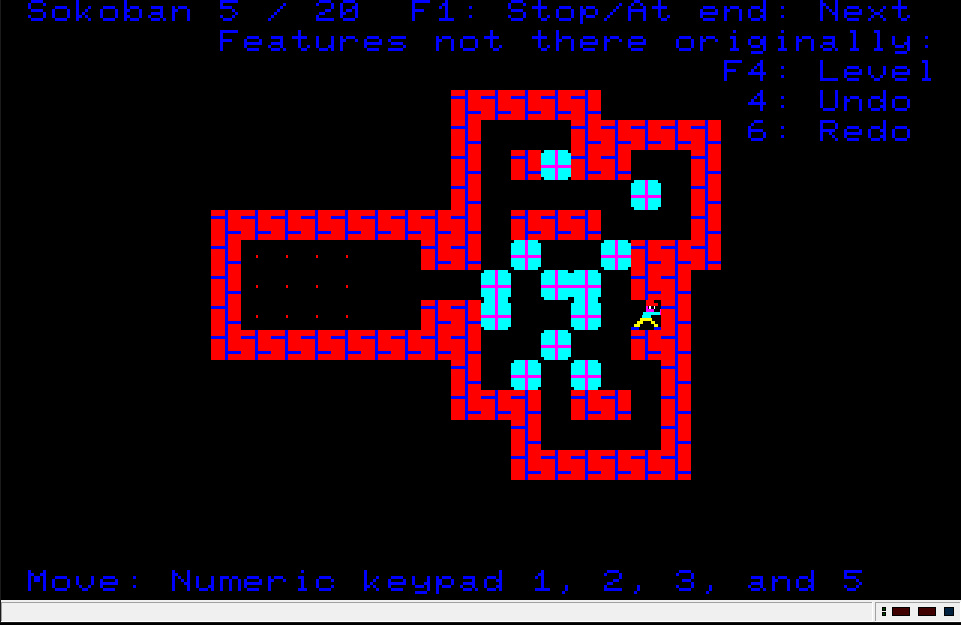 Sokoban 5 / 20 F1: Stop/At end: Next
Features not there originally:
F4: Level
4: Undo
6: Redo
Move: Numeric keypad 1, 2, 3, and 5